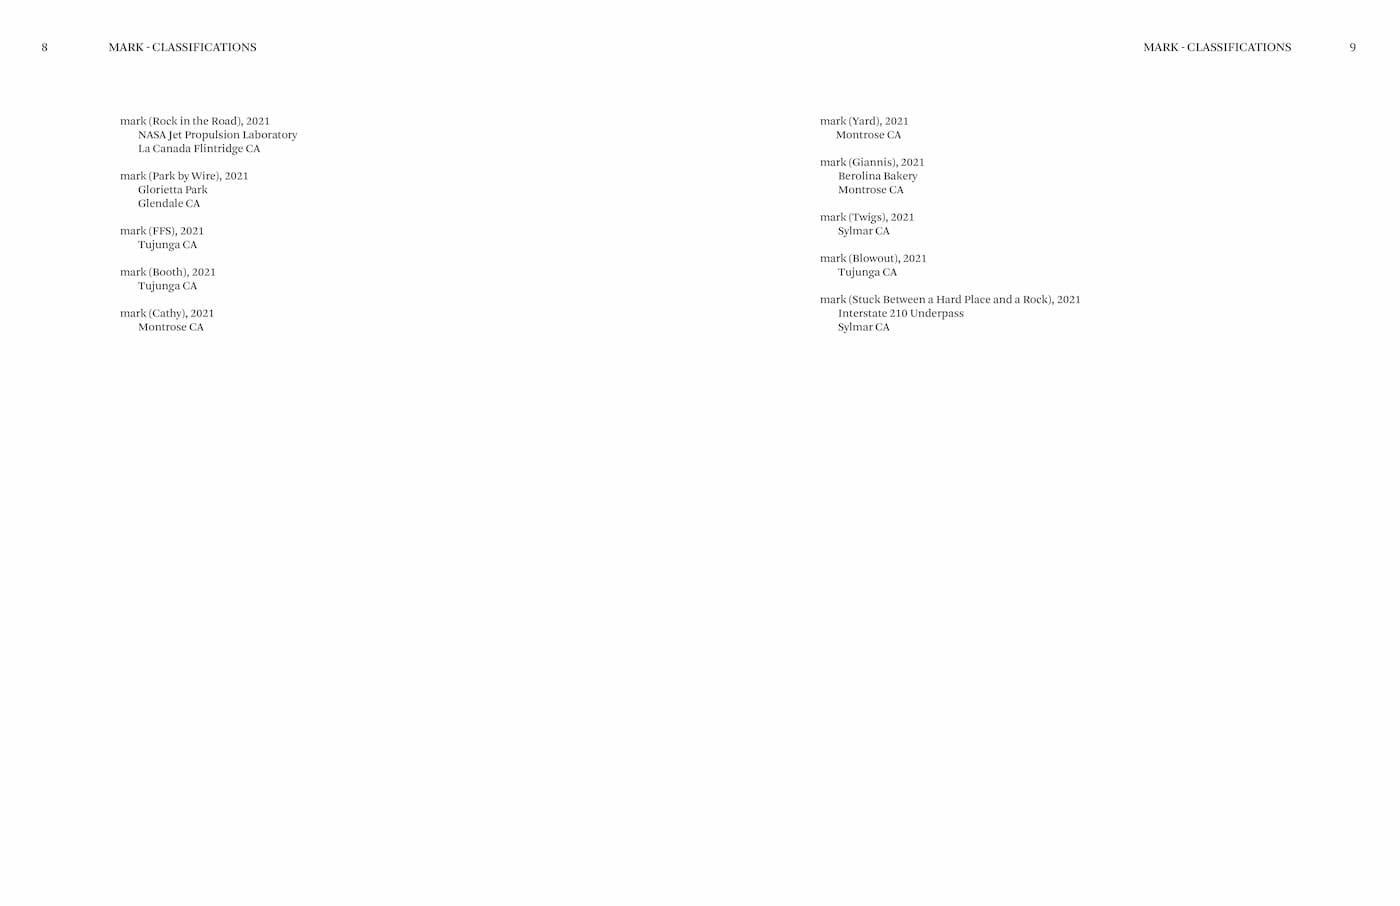 8
MARK - CLASSIFICATIONS
mark (Rock in the Road), 2021
NASA Jet Propulsion Laboratory
La Canada Flintridge CA
mark (Park by Wire), 2021
Glorietta Park
Glendale CA
mark (FFS), 2021
Tujunga CA
mark (Booth), 2021
Tujunga CA
mark (Cathy), 2021
Montrose CA
MARK - CLASSIFICATIONS
9
mark (Yard), 2021
Montrose CA
mark (Giannis), 2021
Berolina Bakery
Montrose CA
mark (Twigs), 2021
Sylmar CA
mark (Blowout), 2021
Tujunga CA
mark (Stuck Between a Hard Place and a Rock), 2021
Interstate 210 Underpass
Sylmar CA